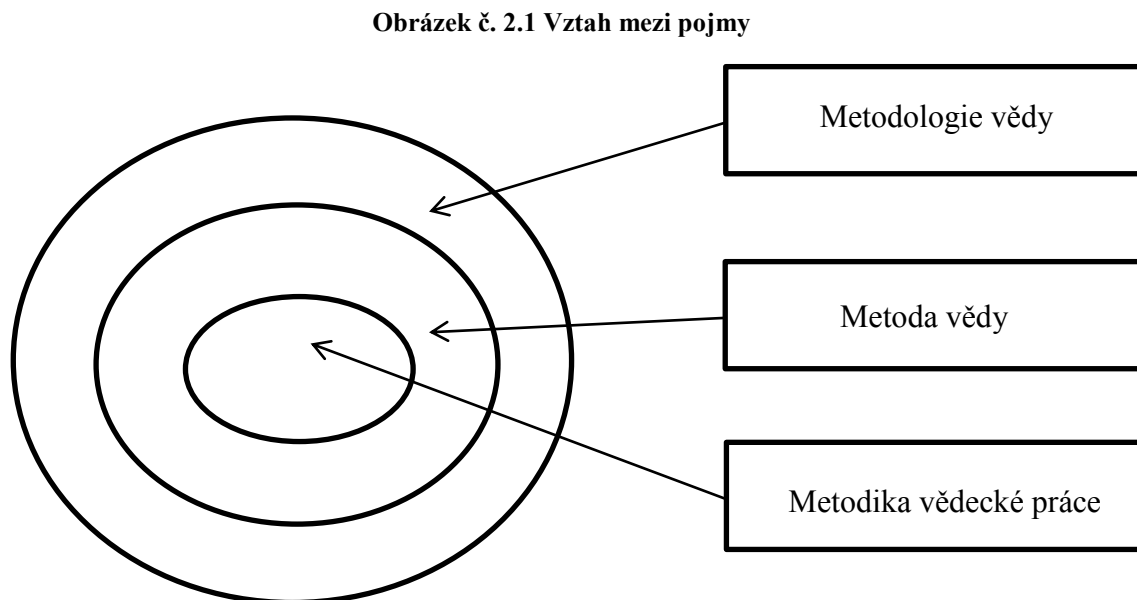 Obrázek č. 2.1 Vztah mezi pojmy
Metodologie vědy
Metoda vědy
Metodika vědecké práce